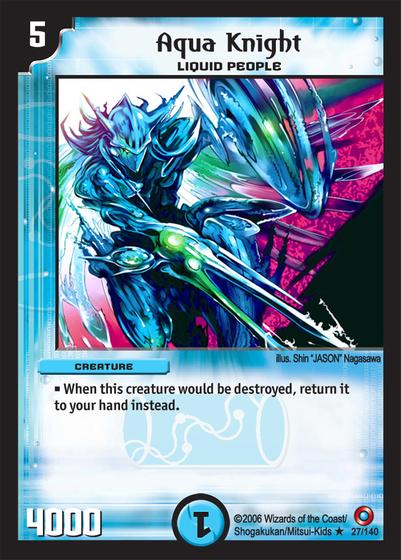 5
Aqua Knight
LIQUID PEOPLE
illus. Shin "JASON" Nagasawa
CREATURE
▪ When this creature would be destroyed, return it
to your hand instead.
4000
©2006 Wizards of the Coast/
Shogakukan/Mitsui-Kids ★ 27/140